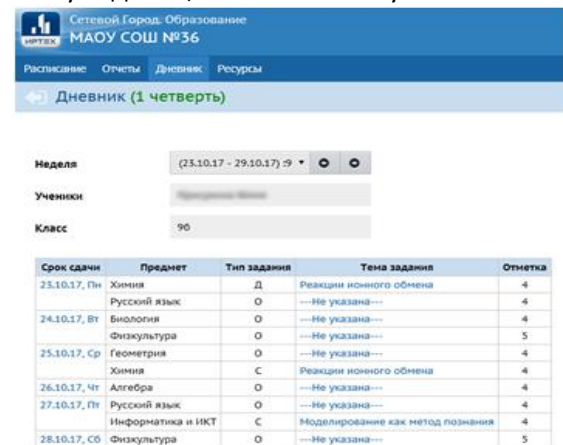 Сетевой Город. Образование
ИРТех МАОУ СОШ №36
Расписание Отчеты Дневник Ресурсы
Дневник (1 четверть)
Неделя (23.10.17 - 29.10.17) :9
Ученики
Класс 9б
Срок сдачи Предмет Тип задания Тема задания Отметка
23.10.17, Пн Химия Д Реакции ионного обмена 4
Русский язык О ---Не указана--- 4
24.10.17, Вт Биология О ---Не указана--- 4
Физкультура О ---Не указана--- 5
25.10.17, Ср Геометрия О ---Не указана--- 4
Химия С Реакции ионного обмена 4
26.10.17, Чт Алгебра О ---Не указана--- 4
27.10.17, Пт Русский язык О ---Не указана--- 4
Информатика и ИКТ С Моделирование как метод познания 4
28.10.17, Сб Физкультура О ---Не указана--- 5